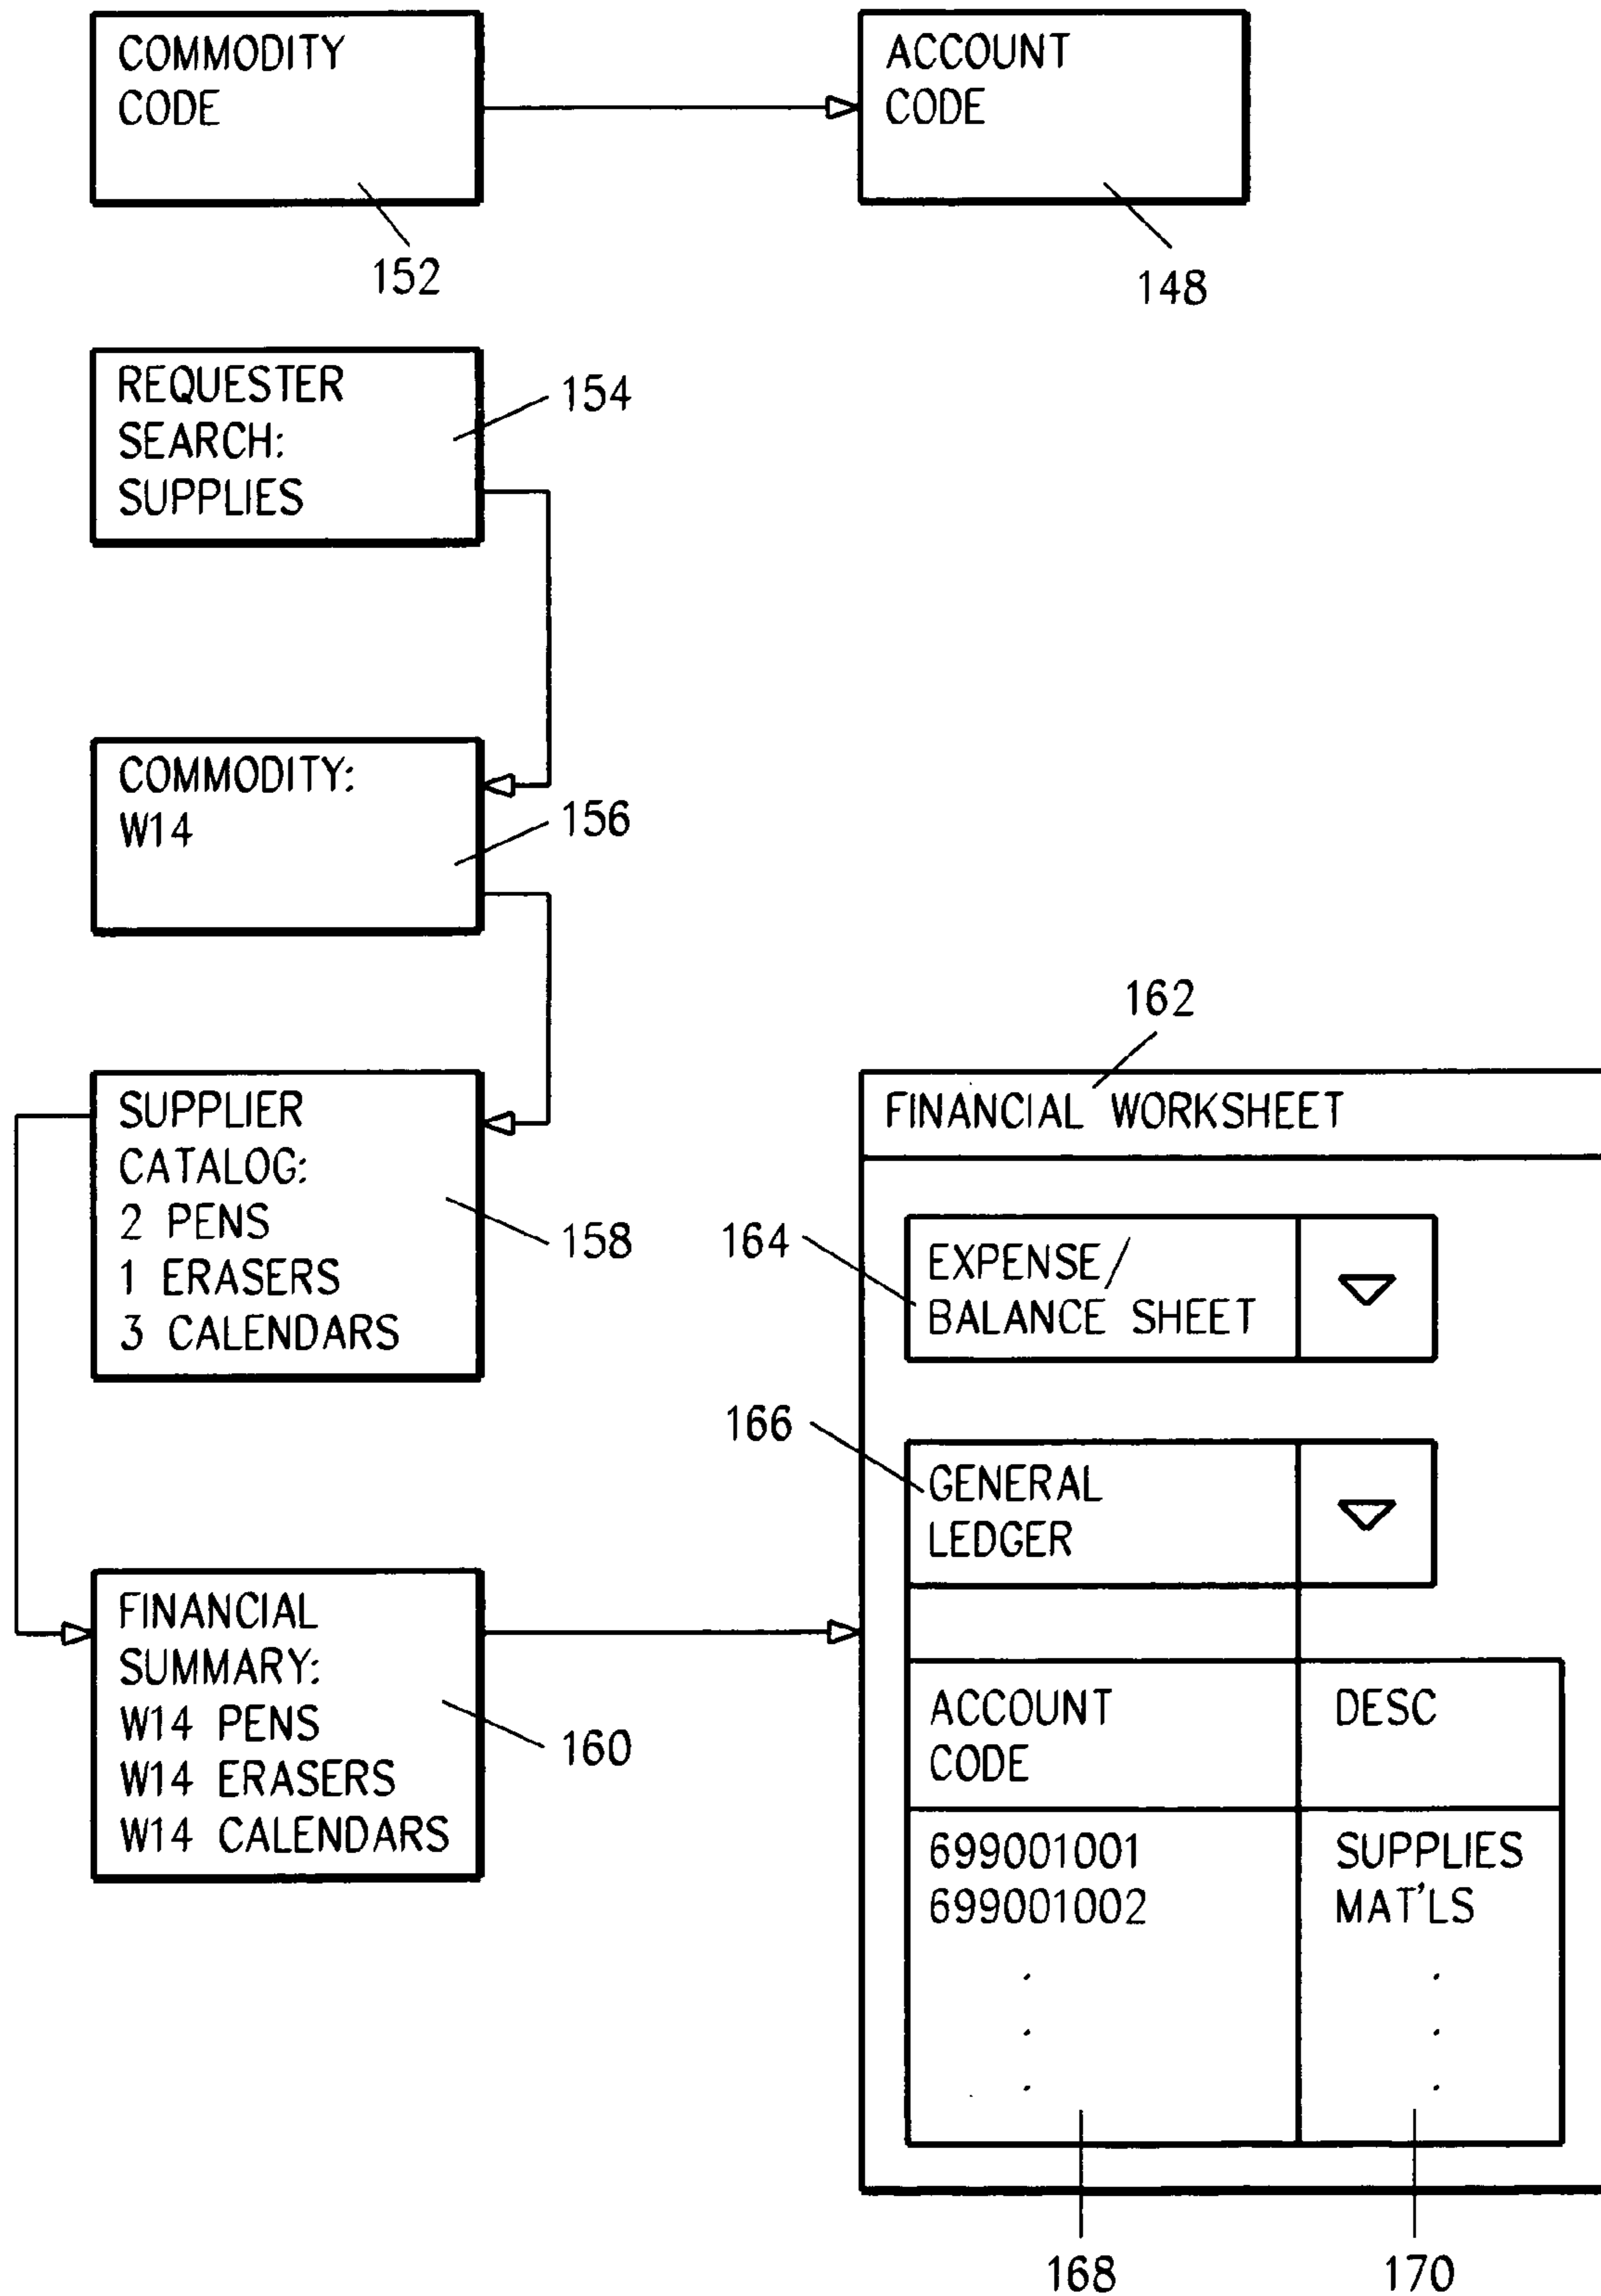 COMMODITY
CODE
152
ACCOUNT
CODE
148
REQUESTER
SEARCH:
SUPPLIES
154
COMMODITY:
W14
156
SUPPLIER
CATALOG:
2 PENS
1 ERASERS
3 CALENDARS
158
FINANCIAL
SUMMARY:
W14 PENS
W14 ERASERS
W14 CALENDARS
160
162
FINANCIAL WORKSHEET
164
EXPENSE/
BALANCE SHEET
166
GENERAL
LEDGER
ACCOUNT
CODE
DESC
699001001 SUPPLIES
699001002 MAT'LS
. .
. .
. .
168 170